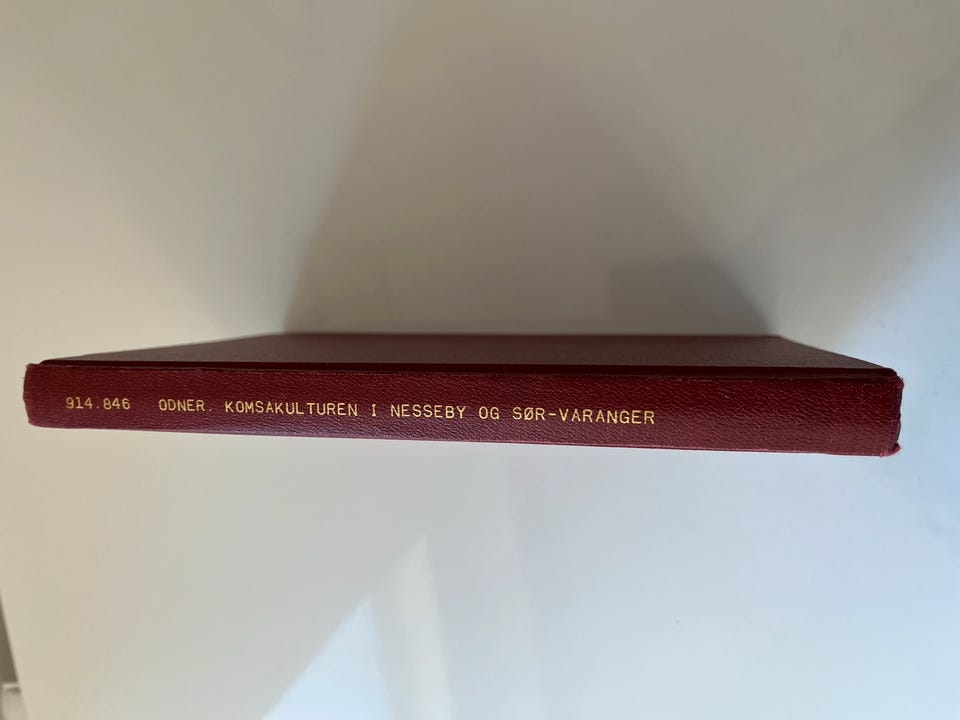 914.846 ODNER. KOMSAKULTUREN I NESSEBY OG SØR-VARANGER